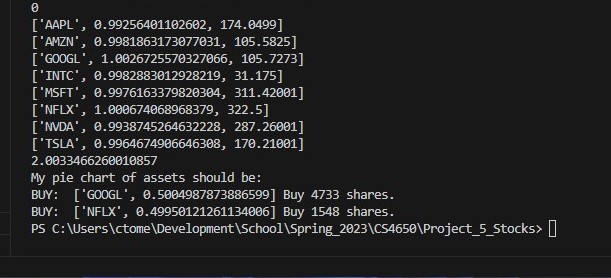 0
['AAPL', 0.99256401102602, 174.0499]
['AMZN', 0.9981863173077031, 105.5825]
['GOOGL', 1.0026725570327066, 105.7273]
['INTC', 0.9982883012928219, 31.175]
['MSFT', 0.9976163379820304, 311.42001]
['NFLX', 1.000674068968379, 322.5]
['NVDA', 0.9938745264632228, 287.26001]
['TSLA', 0.9964674906646308, 170.21001]
2.0033466260010857
My pie chart of assets should be:
BUY:  ['GOOGL', 0.5004987873886599] Buy 4733 shares.
BUY:  ['NFLX', 0.49950121261134006] Buy 1548 shares.
PS C:\Users\ctome\Development\School\Spring_2023\CS4650\Project_5_Stocks>